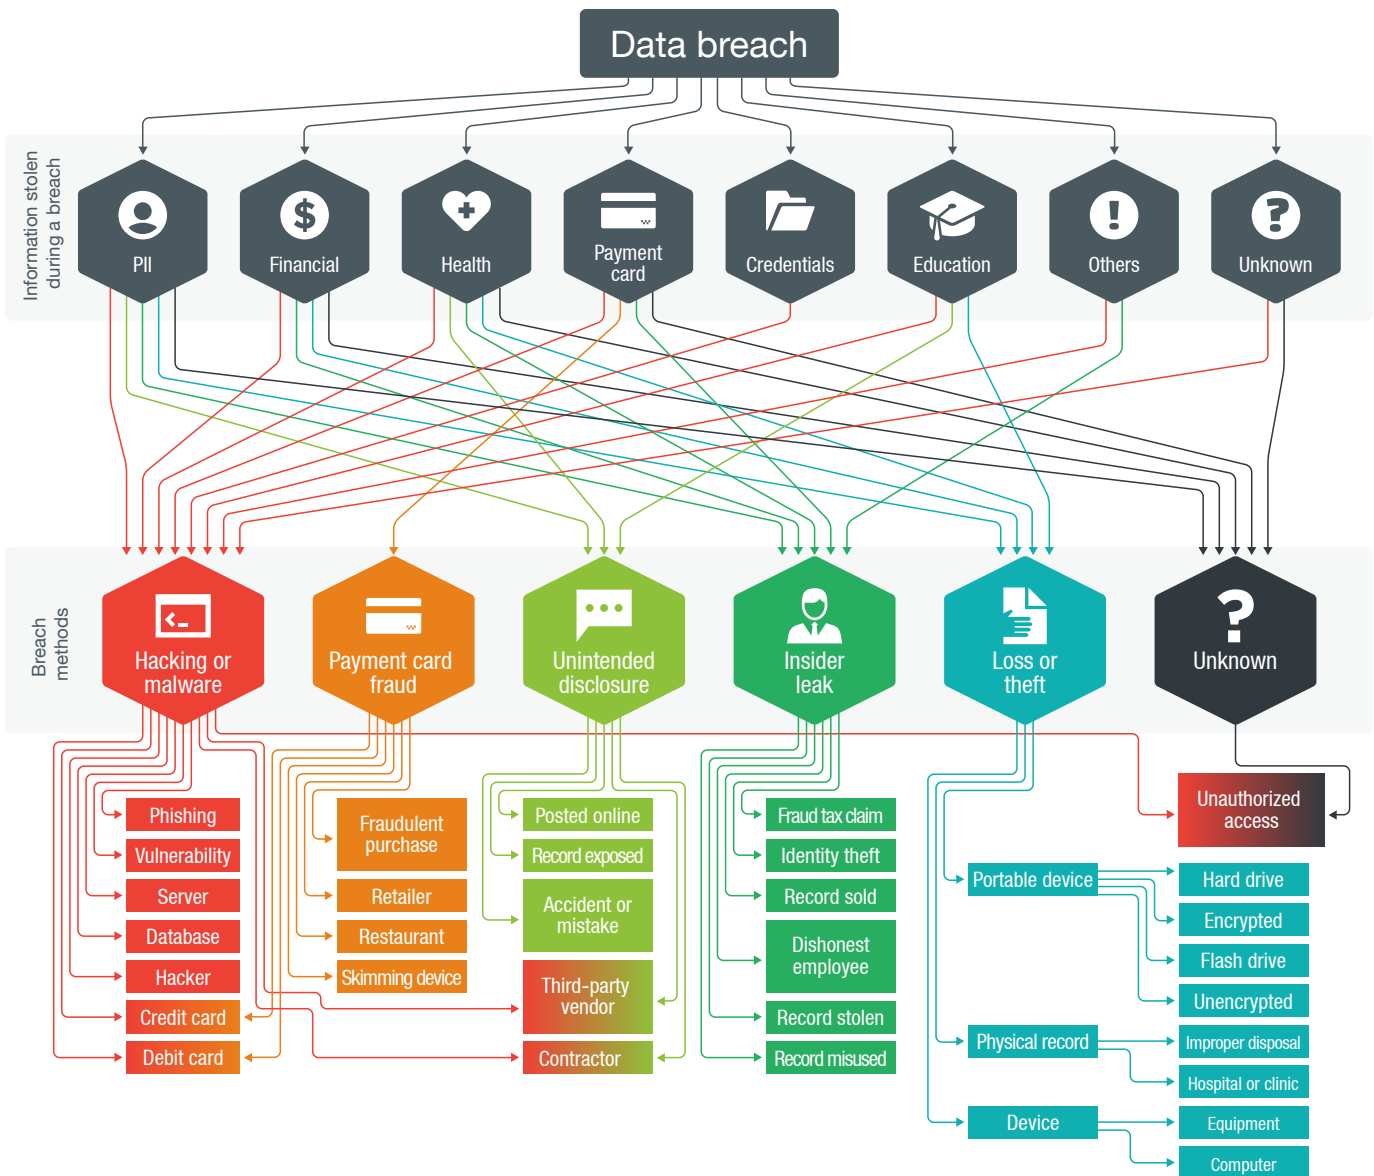 Data breach
Information stolen
during a breach
PII
Financial
Health
Payment
card
Credentials
Education
Others
Unknown
Breach
methods
Hacking or
malware
Payment card
fraud
Unintended
disclosure
Insider
leak
Loss or
theft
Unknown
Phishing
Vulnerability
Server
Database
Hacker
Credit card
Debit card
Fraudulent
purchase
Retailer
Restaurant
Skimming device
Posted online
Record exposed
Accident or
mistake
Third-party
vendor
Contractor
Fraud tax claim
Identity theft
Record sold
Dishonest
employee
Record stolen
Record misused
Unauthorized
access
Portable device
Hard drive
Encrypted
Flash drive
Unencrypted
Physical record
Improper disposal
Hospital or clinic
Device
Equipment
Computer